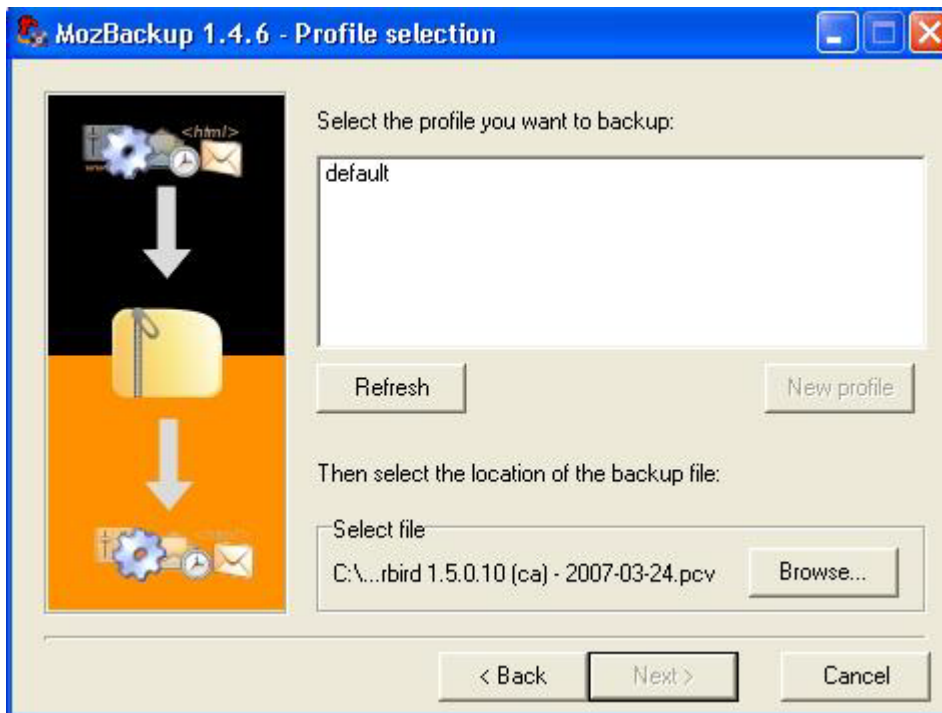 MozBackup 1.4.6 - Profile selection
<html>
Select the profile you want to backup:
default
Refresh
New profile
Then select the location of the backup file:
Select file
C:\...rbird 1.5.0.10 (ca) - 2007-03-24.pcv
Browse...
< Back
Next >
Cancel